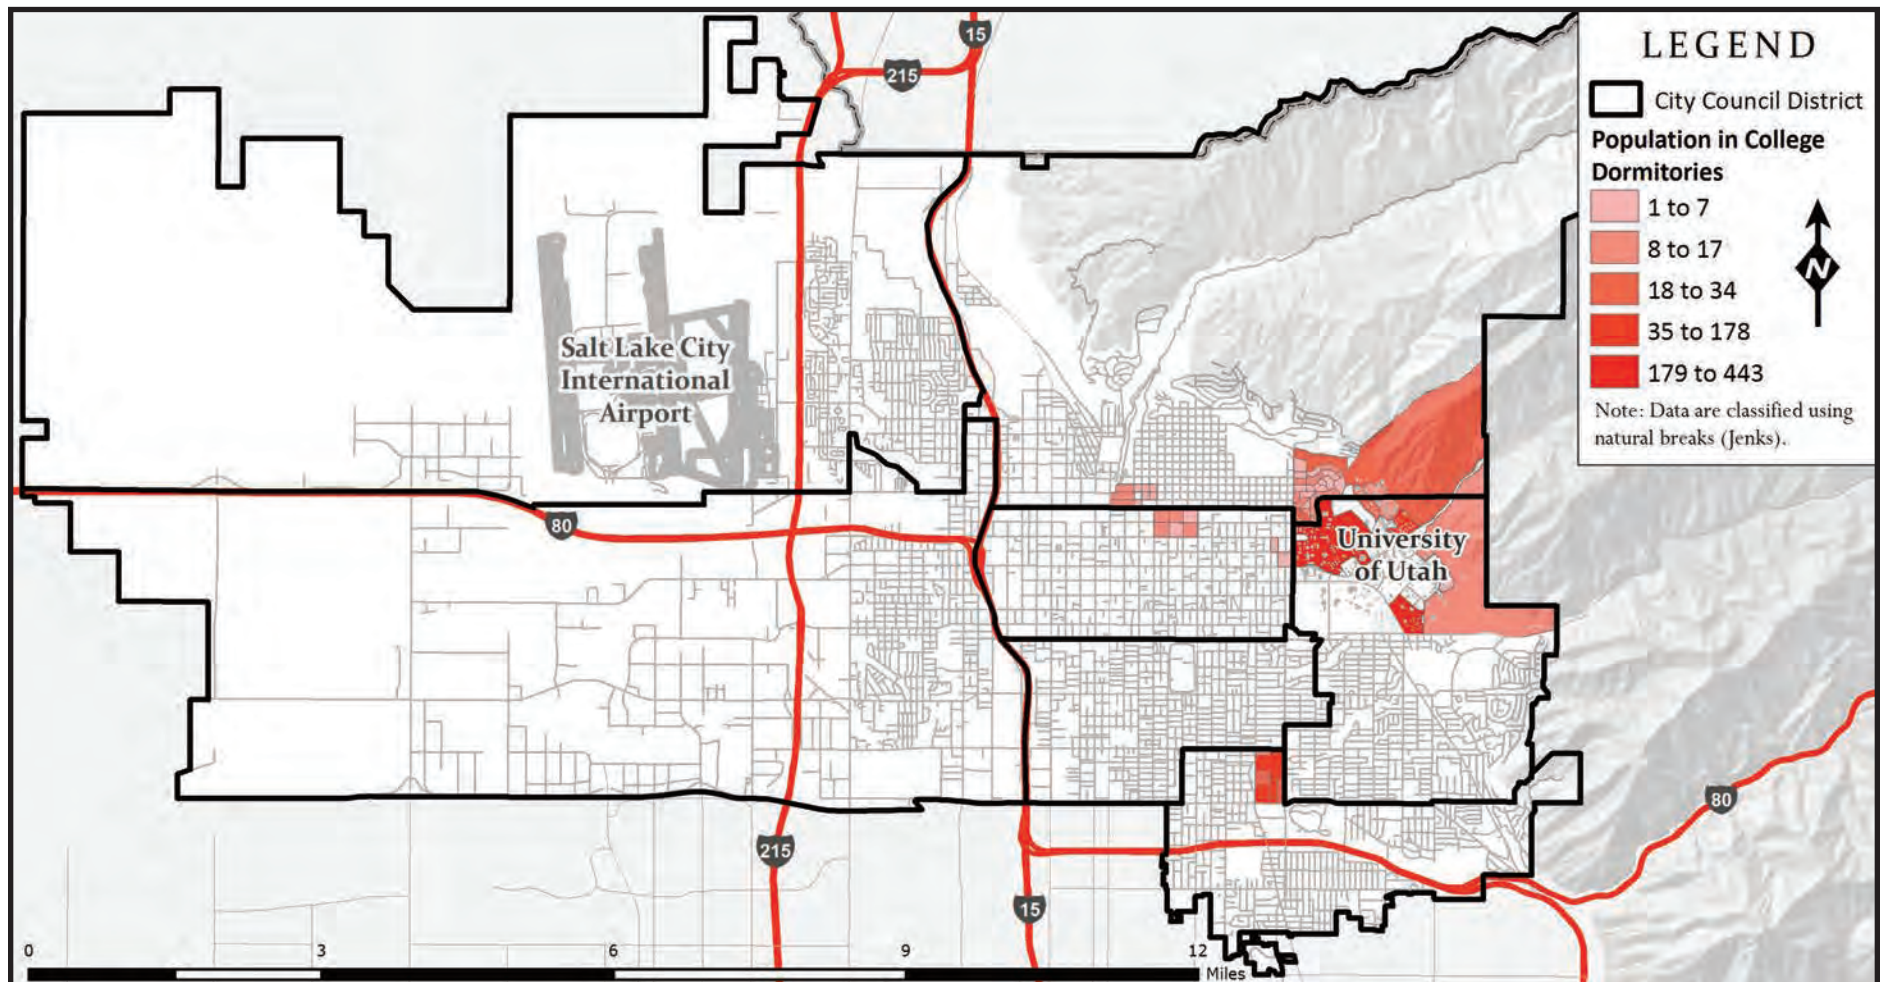 LEGEND
City Council District
Population in College
Dormitories
1 to 7
8 to 17
18 to 34
35 to 178
179 to 443
Note: Data are classified using
natural breaks (Jenks).
N
15
215
Salt Lake City
International
Airport
80
University
of Utah
80
215
15
0 3 6 9 12
Miles